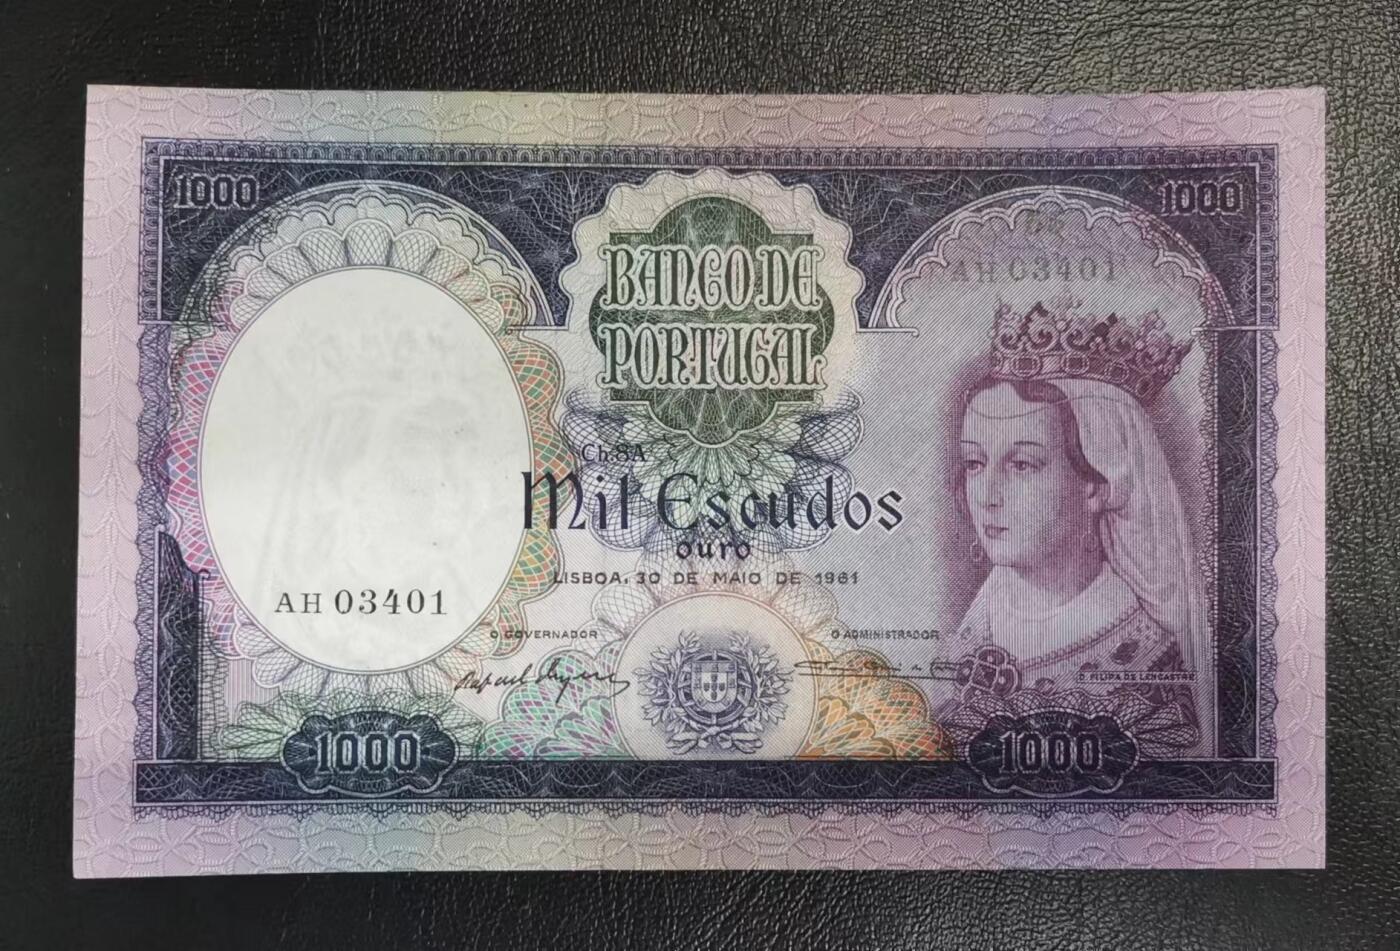 1000
1000
BANCO DE
PORTUGAL
AH 03401
Ch.8A
Mil Escudos
ouro
LISBOA, 30 DE MAIO DE 1961
AH 03401
O GOVERNADOR
O ADMINISTRADOR
D. FILIPA DE LENCASTRE
1000
1000